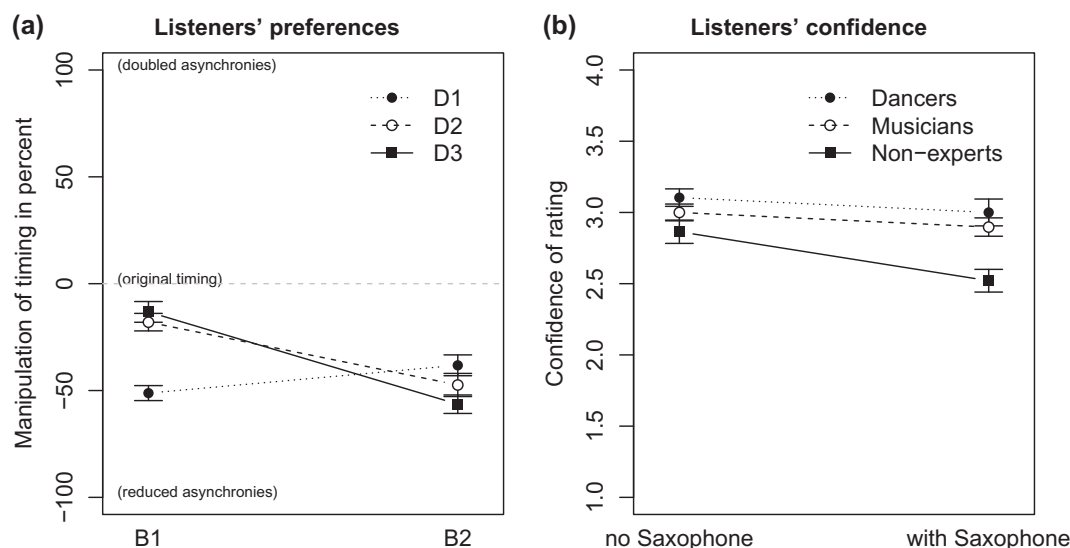 (a) Listeners’ preferences
Manipulation of timing in percent
100
50
0
−50
−100
(doubled asynchronies)
D1
D2
D3
(original timing)
(reduced asynchronies)
B1 B2
(b) Listeners’ confidence
Confidence of rating
4.0
3.5
3.0
2.5
2.0
1.5
1.0
Dancers
Musicians
Non−experts
no Saxophone with Saxophone